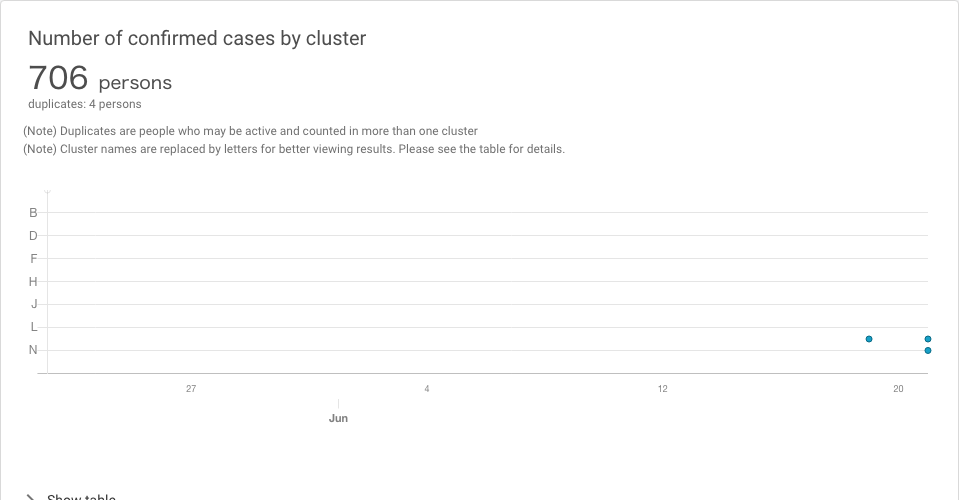 Number of confirmed cases by cluster
706 persons
duplicates: 4 persons
(Note) Duplicates are people who may be active and counted in more than one cluster
(Note) Cluster names are replaced by letters for better viewing results. Please see the table for details.
B
D
F
H
J
L
N
27 4 12 20
Jun
Show table